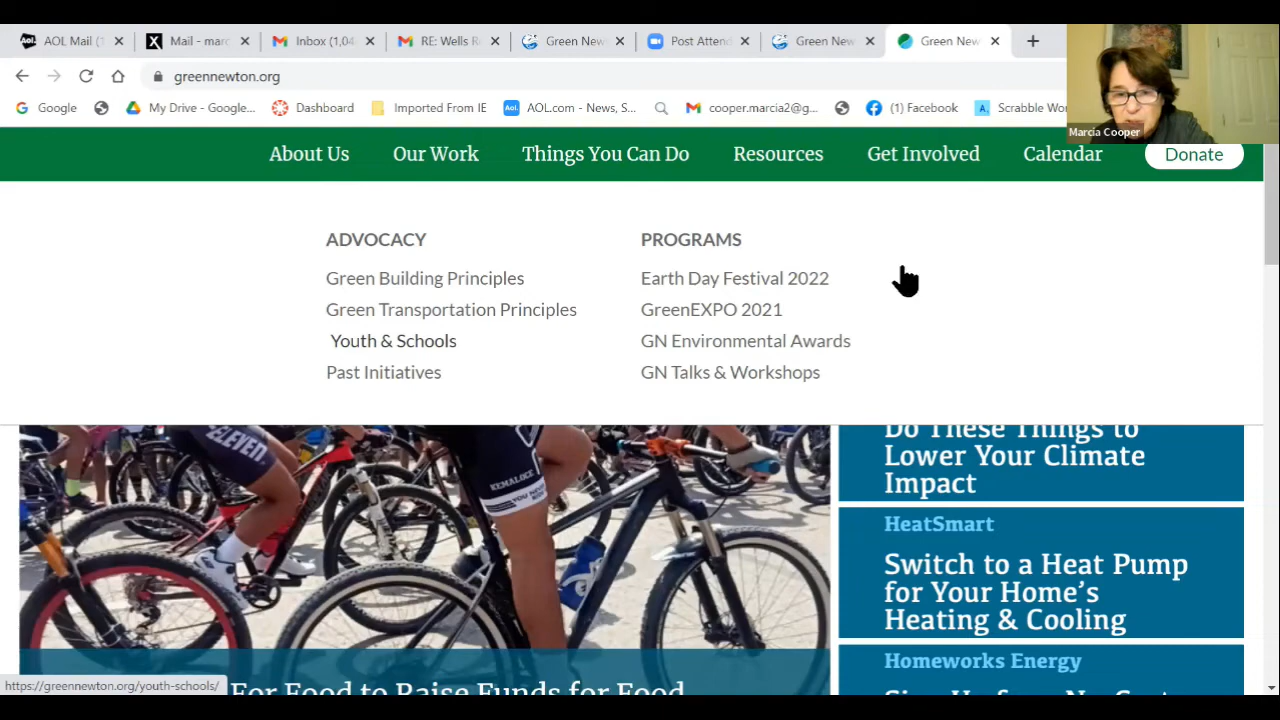 AOL Mail (
Mail - marc
Inbox (1,04
RE: Wells R
Green New
Post Attend
Green New
Green New
greennewton.org
Google
My Drive - Google...
Dashboard
Imported From IE
AOL.com - News, S...
cooper.marcia2@g...
(1) Facebook
Scrabble Wo
Marcia Cooper
About Us
Our Work
Things You Can Do
Resources
Get Involved
Calendar
Donate
ADVOCACY
Green Building Principles
Green Transportation Principles
Youth & Schools
Past Initiatives
PROGRAMS
Earth Day Festival 2022
GreenEXPO 2021
GN Environmental Awards
GN Talks & Workshops
ELEVEN
KEMALOGE
Do These Things to
Lower Your Climate
Impact
HeatSmart
Switch to a Heat Pump
for Your Home's
Heating & Cooling
Homeworks Energy
For Food to Raise Funds for Food
https://greennewton.org/youth-schools/